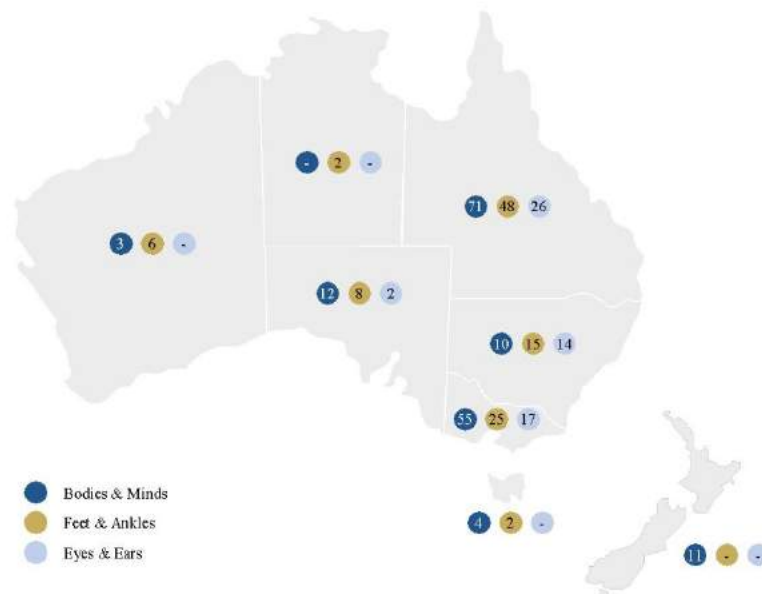 - 2 -
71 48 26
3 6 -
12 8 2
10 15 14
55 25 17
Bodies & Minds
Feet & Ankles
4 2 -
Eyes & Ears
11 - -